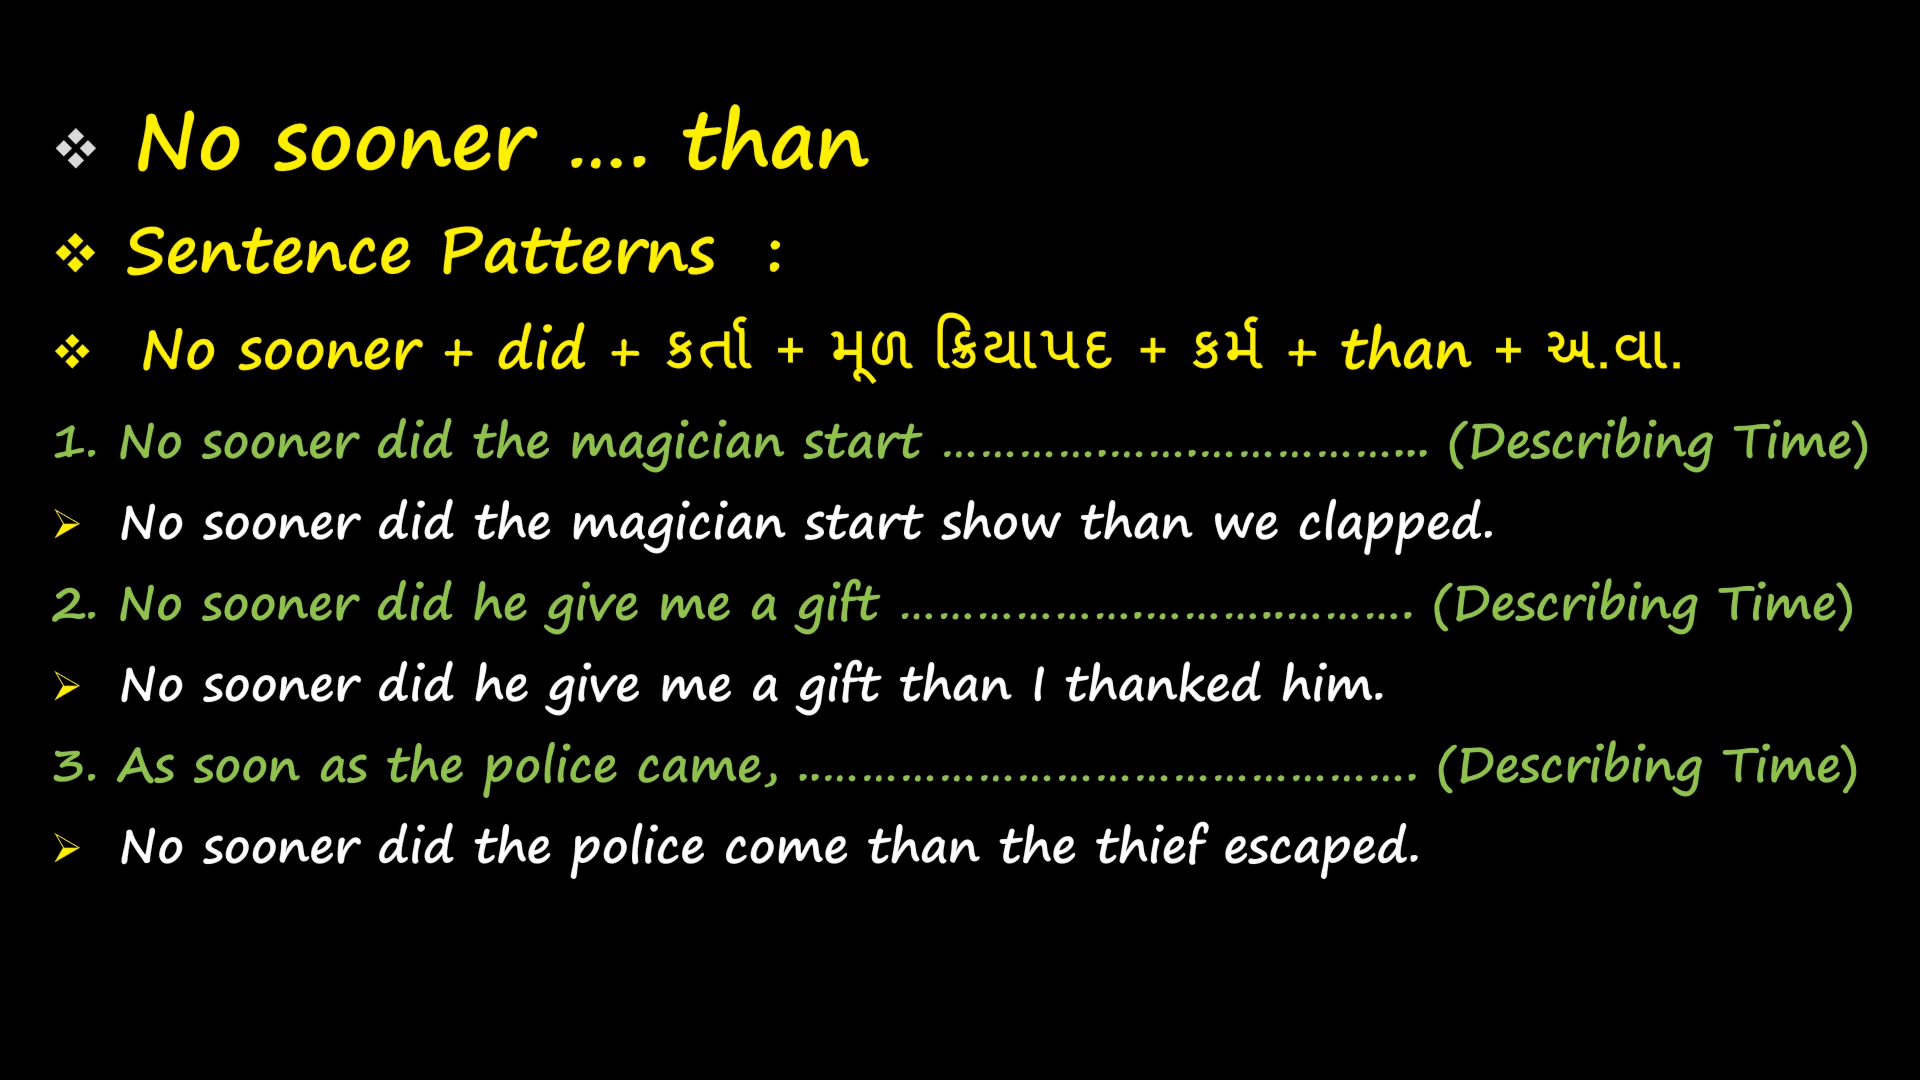 ❖ No sooner .... than
❖ Sentence Patterns :
❖ No sooner + did + કર્તા + મૂળ ક્રિયાપદ + કર્મ + than + અ.વા.
1. No sooner did the magician start ………….…….………………... (Describing Time)
➢ No sooner did the magician start show than we clapped.
2. No sooner did he give me a gift ……………….………..………. (Describing Time)
➢ No sooner did he give me a gift than I thanked him.
3. As soon as the police came, ..………………………………………. (Describing Time)
➢ No sooner did the police come than the thief escaped.